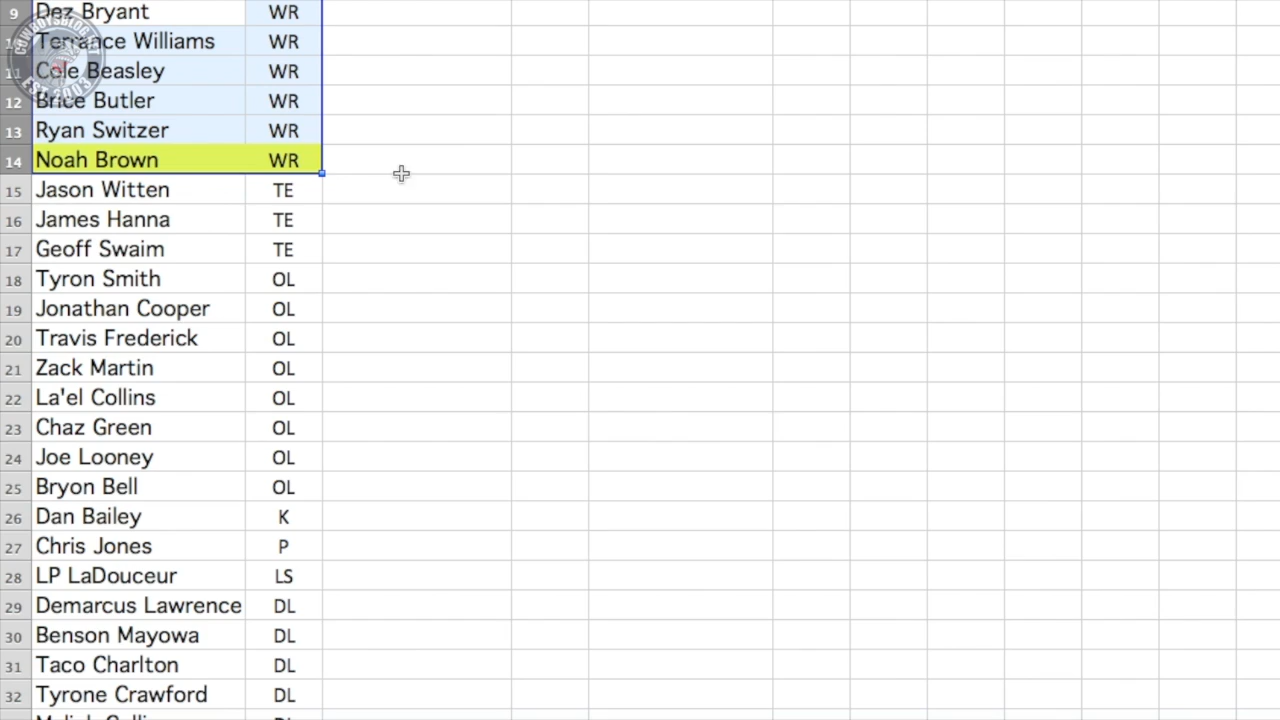 9 Dez Bryant WR
10 Terrance Williams WR
11 Cole Beasley WR
12 Brice Butler WR
13 Ryan Switzer WR
14 Noah Brown WR
15 Jason Witten TE
16 James Hanna TE
17 Geoff Swaim TE
18 Tyron Smith OL
19 Jonathan Cooper OL
20 Travis Frederick OL
21 Zack Martin OL
22 La'el Collins OL
23 Chaz Green OL
24 Joe Looney OL
25 Bryon Bell OL
26 Dan Bailey K
27 Chris Jones P
28 LP LaDouceur LS
29 Demarcus Lawrence DL
30 Benson Mayowa DL
31 Taco Charlton DL
32 Tyrone Crawford DL
COWBOYSBLOG.NET
EST. 2003